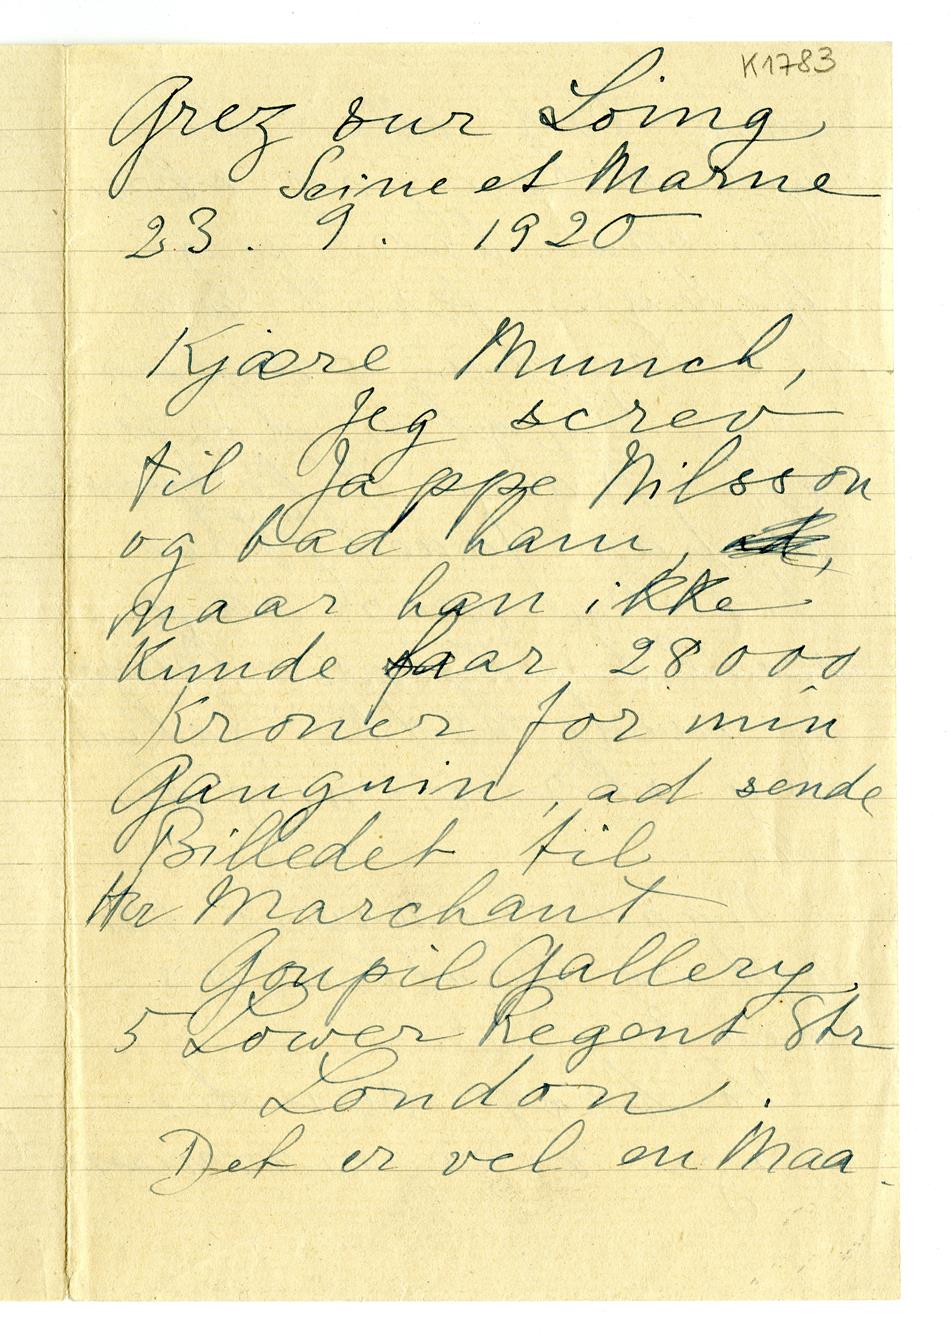 K1783
Grez sur Loing
Seine et Marne
23. 9. 1920
Kjære Munch,
Jeg screv
til Jappe Nilsson
og bad ham,
naar han ikke
Kunde faar 28000
Kroner for min
Gauguin, ad sende
Billedet til
Hr Marchant
Goupil Gallery
5 Lower Regent Str
London.
Det er vel en Maa-